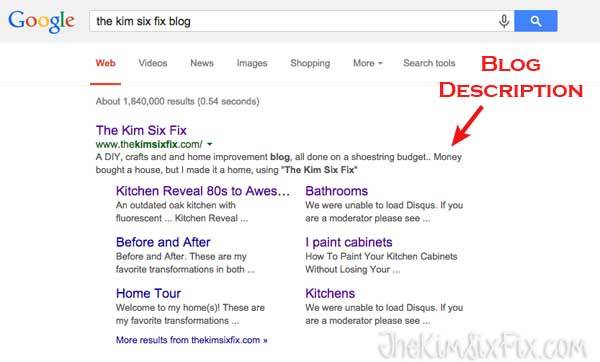 Google
the kim six fix blog
Web Videos News Images Shopping More Search tools
About 1,840,000 results (0.54 seconds)
BLOG DESCRIPTION
The Kim Six Fix
www.thekimsixfix.com/
A DIY, crafts and and home improvement blog, all done on a shoestring budget.. Money
bought a house, but I made it a home, using "The Kim Six Fix"
Kitchen Reveal 80s to Awes...
An outdated oak kitchen with
fluorescent ... Kitchen Reveal ...
Bathrooms
We were unable to load Disqus. If you
are a moderator please see ...
Before and After
Before and After. These are my
favorite transformations in both ...
I paint cabinets
How To Paint Your Kitchen Cabinets
Without Losing Your ...
Home Tour
Welcome to my home(s)! These are
my favorite transformations ...
Kitchens
We were unable to load Disqus. If you
are a moderator please see ...
More results from thekimsixfix.com »
TheKimSixFix.com